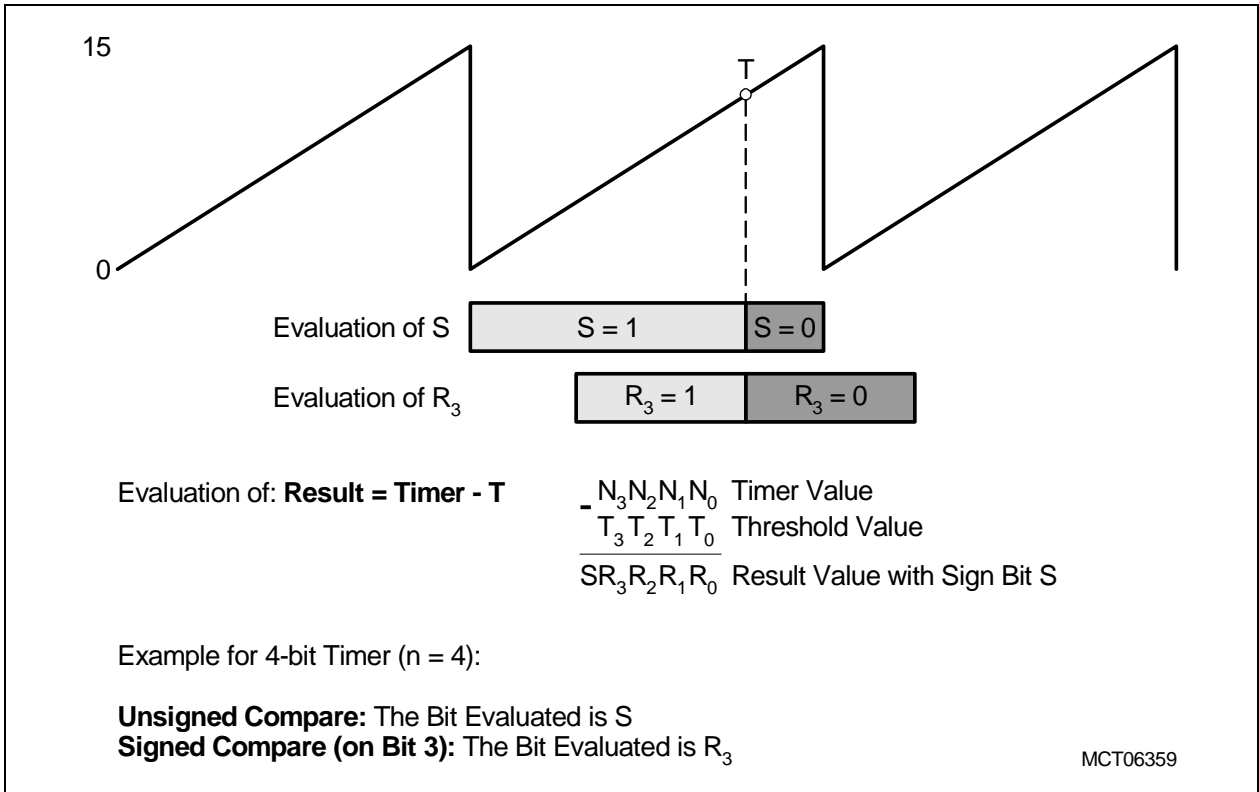 15
T
0
Evaluation of S S = 1 S = 0
Evaluation of R₃ R₃ = 1 R₃ = 0
Evaluation of: Result = Timer - T - N₃N₂N₁N₀ Timer Value
T₃T₂T₁T₀ Threshold Value
SR₃R₂R₁R₀ Result Value with Sign Bit S
Example for 4-bit Timer (n = 4):
Unsigned Compare: The Bit Evaluated is S
Signed Compare (on Bit 3): The Bit Evaluated is R₃
MCT06359